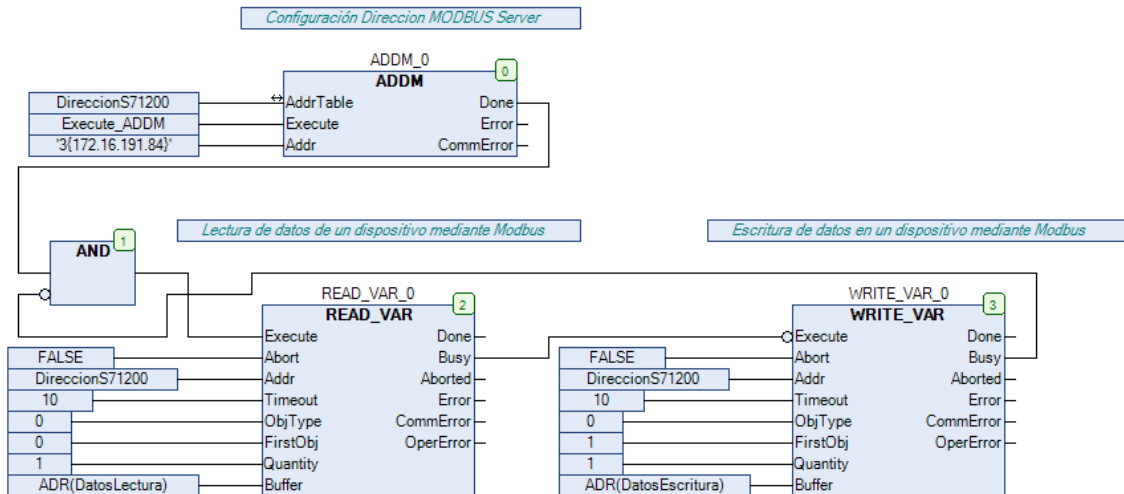 Configuración Direccion MODBUS Server
ADDM_0
0
ADDM
DireccionS71200 AddrTable Done
Execute_ADDM Execute Error
'3{172.16.191.84}' Addr CommError
AND 1
Lectura de datos de un dispositivo mediante Modbus
Escritura de datos en un dispositivo mediante Modbus
READ_VAR_0
2
READ_VAR
Execute Done
FALSE Abort Busy
DireccionS71200 Addr Aborted
10 Timeout Error
0 ObjType CommError
0 FirstObj OperError
1 Quantity
ADR(DatosLectura) Buffer
WRITE_VAR_0
3
WRITE_VAR
Execute Done
FALSE Abort Busy
DireccionS71200 Addr Aborted
10 Timeout Error
0 ObjType CommError
1 FirstObj OperError
1 Quantity
ADR(DatosEscritura) Buffer